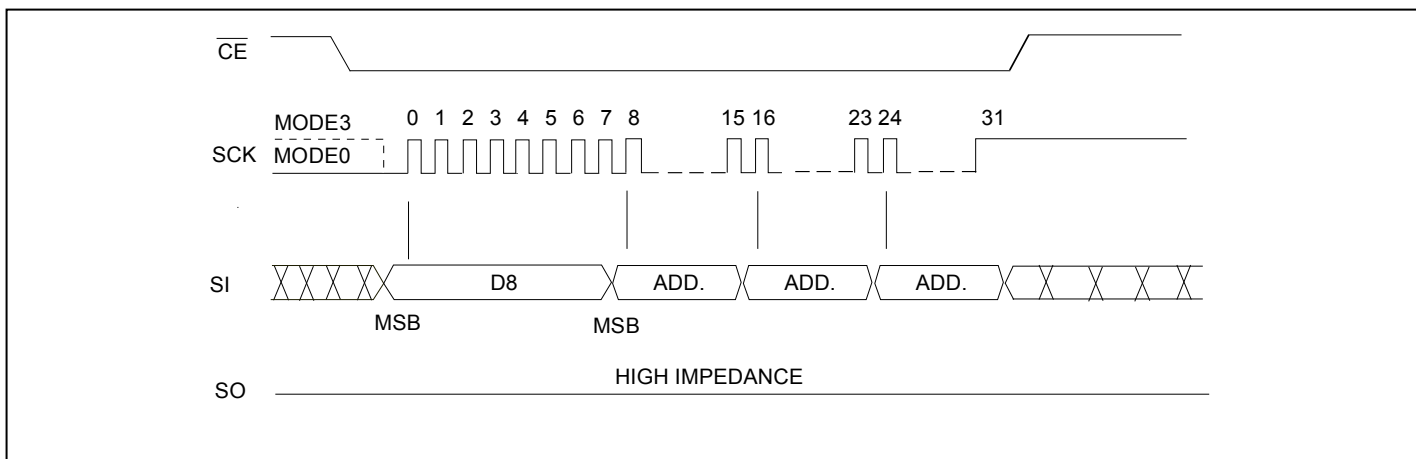 CE
MODE3
0 1 2 3 4 5 6 7 8 15 16 23 24 31
SCK MODE0
SI D8 ADD. ADD. ADD.
MSB MSB
HIGH IMPEDANCE
SO